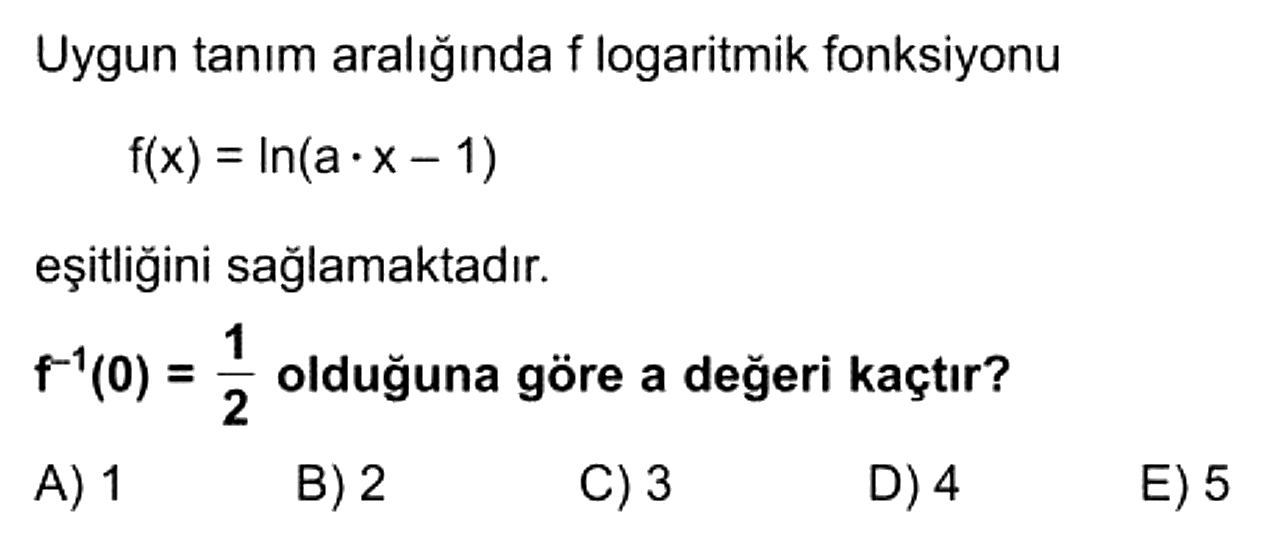 Uygun tanım aralığında f logaritmik fonksiyonu
f(x) = ln(a · x – 1)
eşitliğini sağlamaktadır.
f⁻¹(0) = 1/2 olduğuna göre a değeri kaçtır?
A) 1 B) 2 C) 3 D) 4 E) 5